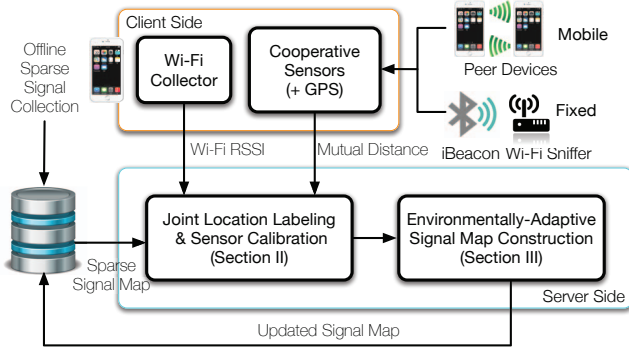 Offline
Sparse
Signal
Collection
Client Side
Wi-Fi
Collector
Cooperative
Sensors
(+ GPS)
Mobile
Peer Devices
Fixed
iBeacon Wi-Fi Sniffer
Wi-Fi RSSI
Mutual Distance
Joint Location Labeling
& Sensor Calibration
(Section II)
Environmentally-Adaptive
Signal Map Construction
(Section III)
Sparse
Signal Map
Server Side
Updated Signal Map